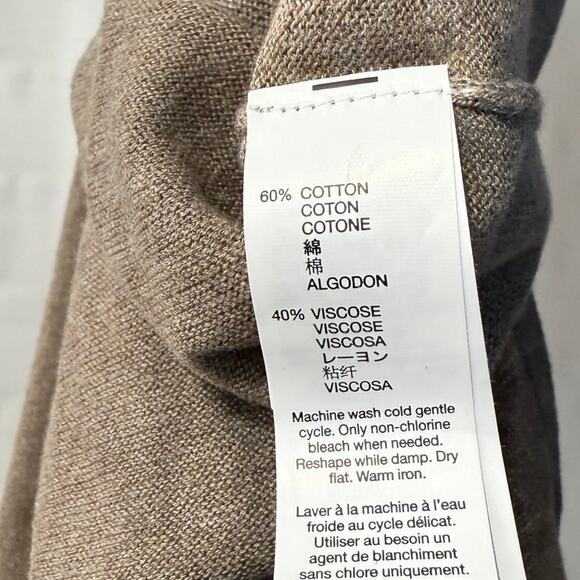 60% COTTON
COTON
COTONE
綿
棉
ALGODON
40% VISCOSE
VISCOSE
VISCOSA
レーヨン
粘纤
VISCOSA
Machine wash cold gentle
cycle. Only non-chlorine
bleach when needed.
Reshape while damp. Dry
flat. Warm iron.
Laver à la machine à l'eau
froide au cycle délicat.
Utiliser au besoin un
agent de blanchiment
sans chlore uniquement.